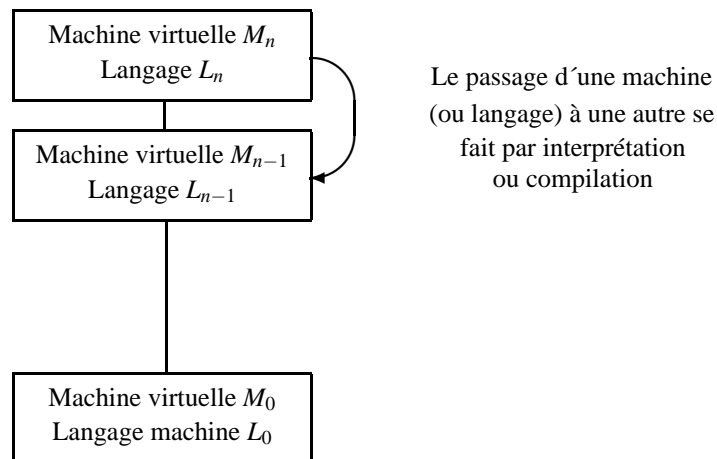 Machine virtuelle Mn
Langage Ln
Le passage d´une machine
(ou langage) à une autre se
fait par interprétation
ou compilation
Machine virtuelle Mn−1
Langage Ln−1
Machine virtuelle M0
Langage machine L0